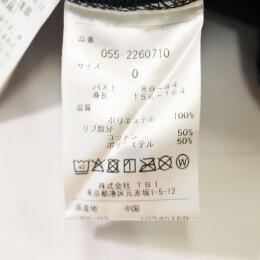 品番
055-2260710
サイズ
0
バスト 80-84
身長 156-164
品質
ポリエステル 100%
リブ部分
コットン 50%
ポリエステル 50%
株式会社 TSI
東京都港区元赤坂1-5-12
原産地 中国